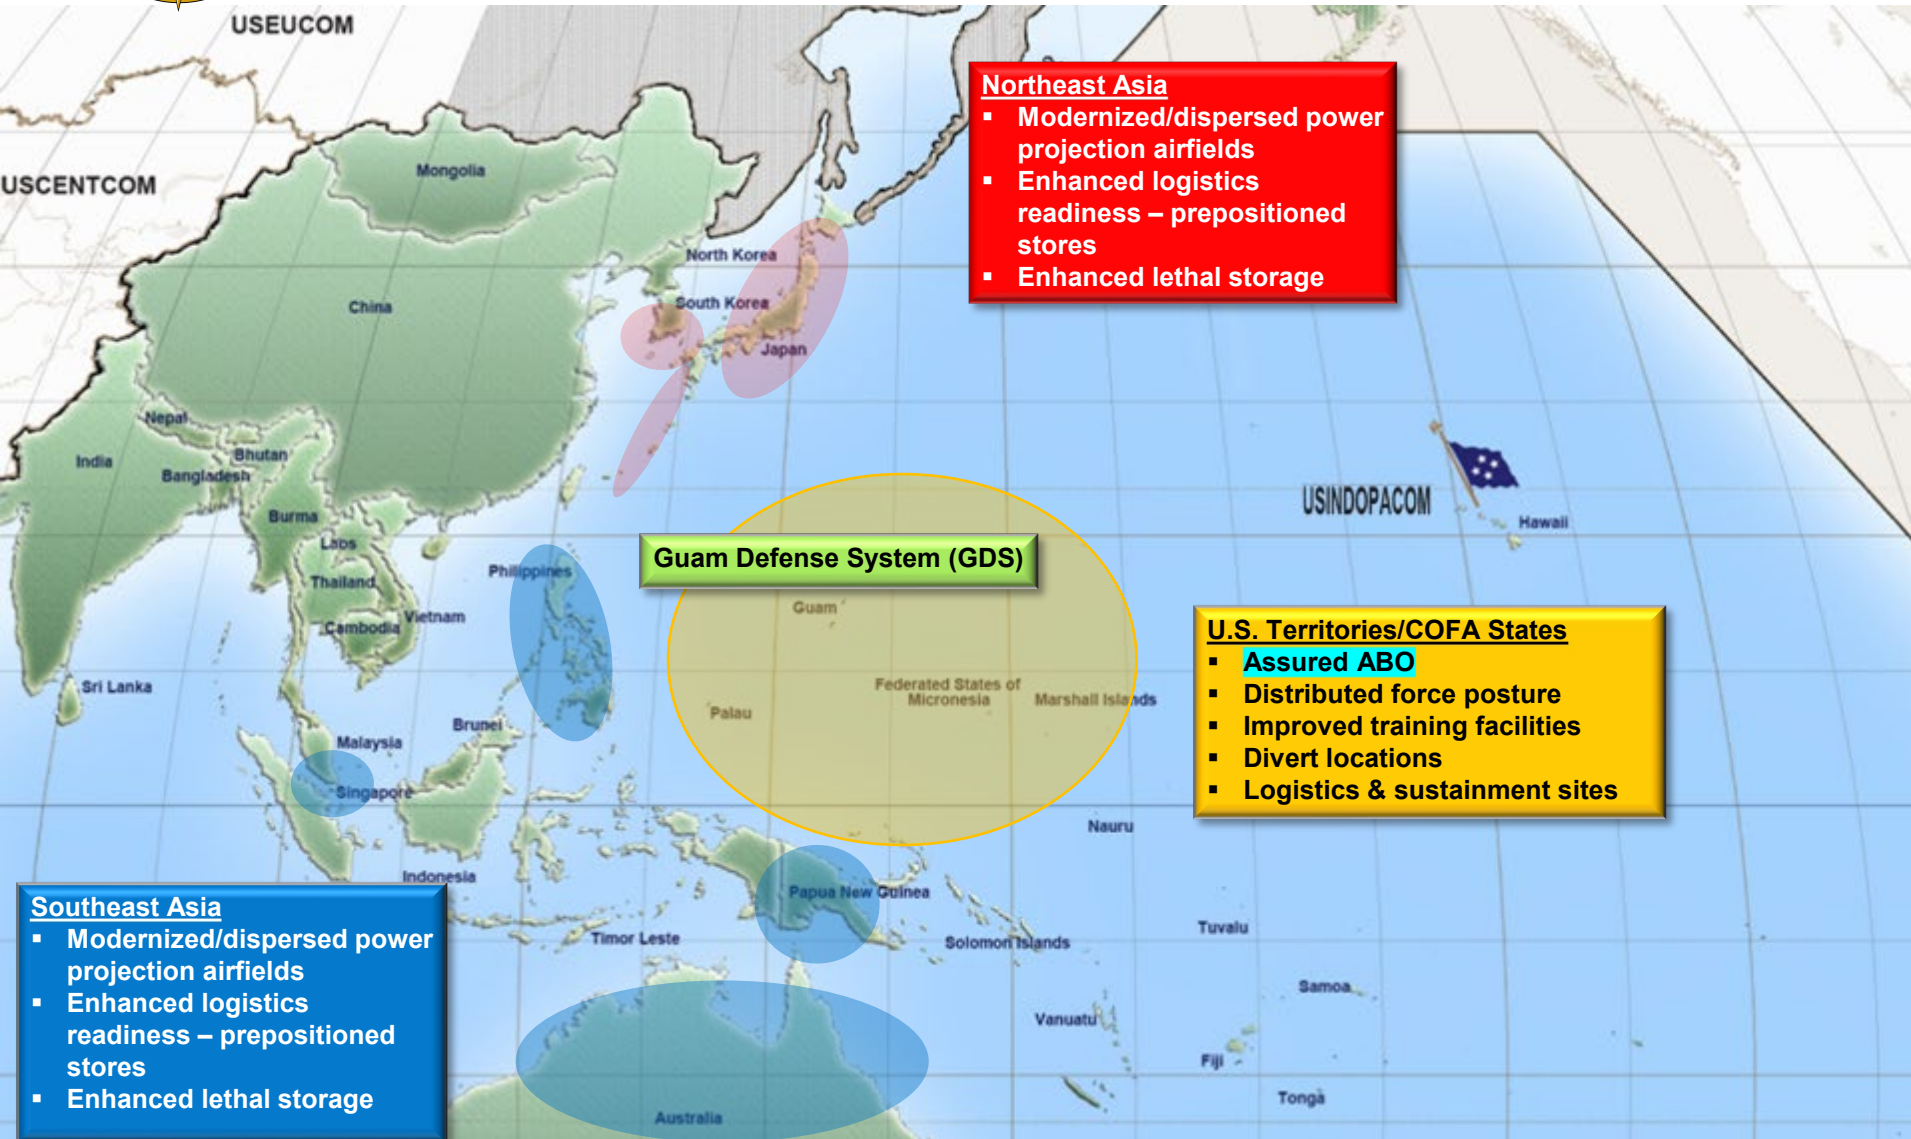 USEUCOM
USCENTCOM
Northeast Asia
▪ Modernized/dispersed power
projection airfields
▪ Enhanced logistics
readiness – prepositioned
stores
▪ Enhanced lethal storage
Mongolia
North Korea
South Korea
China
Japan
Nepal
Bhutan
India
Bangladesh
Burma
Labs
USINDOPACOM
Hawaii
Guam Defense System (GDS)
Philippines
Thailand
Vietnam
Cambodia
Guam
U.S. Territories/COFA States
▪ Assured ABO
▪ Distributed force posture
▪ Improved training facilities
▪ Divert locations
▪ Logistics & sustainment sites
Sri Lanka
Federated States of
Micronesia
Marshall Islands
Palau
Brunei
Malaysia
Singapore
Nauru
Indonesia
Papua New Guinea
Southeast Asia
▪ Modernized/dispersed power
projection airfields
▪ Enhanced logistics
readiness – prepositioned
stores
▪ Enhanced lethal storage
Timor Leste
Solomon Islands
Tuvalu
Samoa
Vanuatu
Fiji
Tonga
Australia